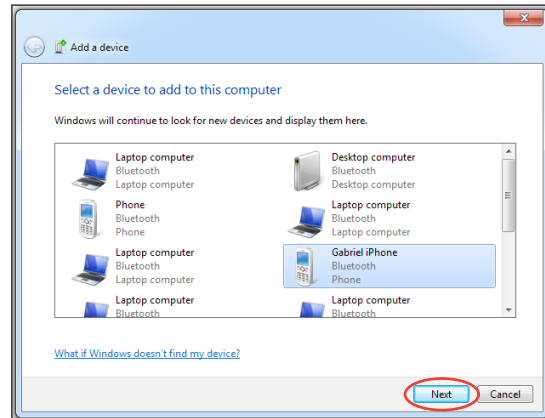 Add a device
Select a device to add to this computer
Windows will continue to look for new devices and display them here.
Laptop computer
Bluetooth
Laptop computer
Desktop computer
Bluetooth
Desktop computer
Phone
Bluetooth
Phone
Laptop computer
Bluetooth
Laptop computer
Laptop computer
Bluetooth
Laptop computer
Gabriel iPhone
Bluetooth
Phone
Laptop computer
Bluetooth
Laptop computer
Bluetooth
What if Windows doesn't find my device?
Next
Cancel